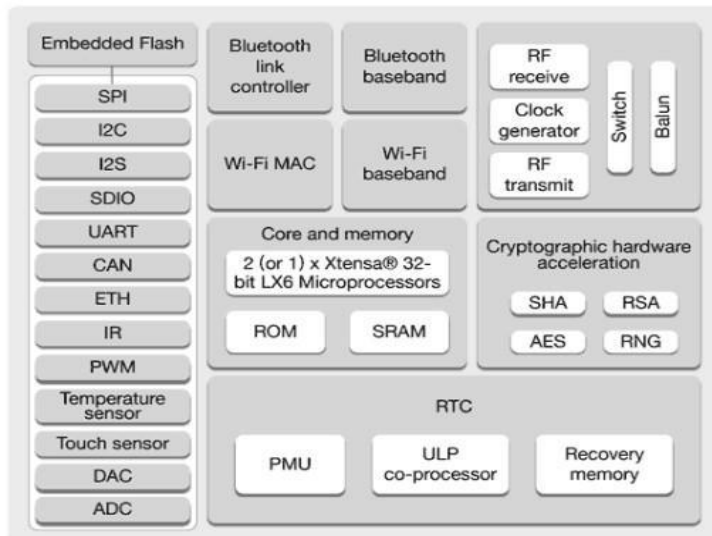 Embedded Flash
SPI
I2C
I2S
SDIO
UART
CAN
ETH
IR
PWM
Temperature
sensor
Touch sensor
DAC
ADC
Bluetooth
link
controller
Bluetooth
baseband
Wi-Fi MAC
Wi-Fi
baseband
RF
receive
Clock
generator
RF
transmit
Switch
Balun
Core and memory
2 (or 1) x Xtensa® 32-
bit LX6 Microprocessors
ROM
SRAM
Cryptographic hardware
acceleration
SHA
RSA
AES
RNG
RTC
PMU
ULP
co-processor
Recovery
memory